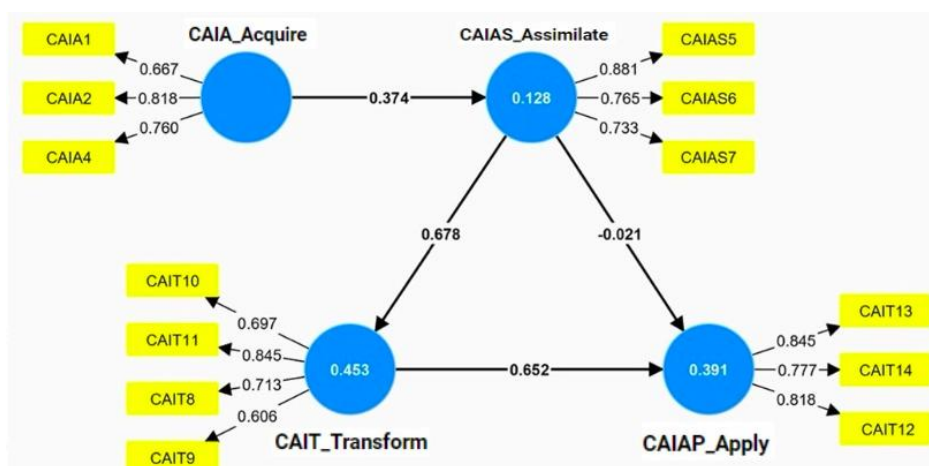 CAIA_Acquire
CAIAS_Assimilate
CAIA1
CAIA2
CAIA4
0.667
0.818
0.760
0.374
0.128
0.881
0.765
0.733
CAIAS5
CAIAS6
CAIAS7
0.678
-0.021
CAIT10
CAIT11
CAIT8
CAIT9
0.697
0.845
0.713
0.606
0.453
0.652
0.391
0.845
0.777
0.818
CAIT13
CAIT14
CAIT12
CAIT_Transform
CAIAP_Apply